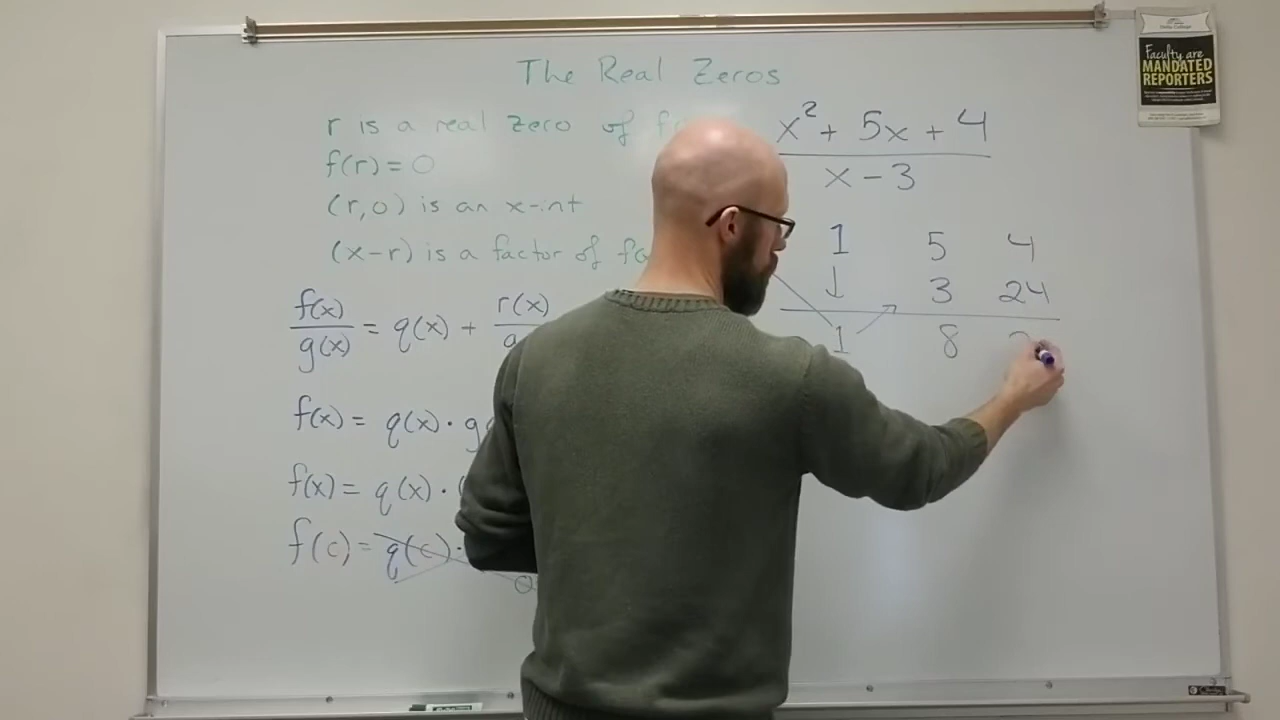 The Real Zeros
r is a real zero of
f(r) = 0
(r,0) is an x-int
(x-r) is a factor of
f(x)/g(x) = q(x) + r(x)
f(x) = q(x) ·
f(x) = q(x) · (
f(c) = q(c) ·
x² + 5x + 4
x - 3
1 5 4
↓ 3 24
1 8
Faculty are
MANDATED
REPORTERS